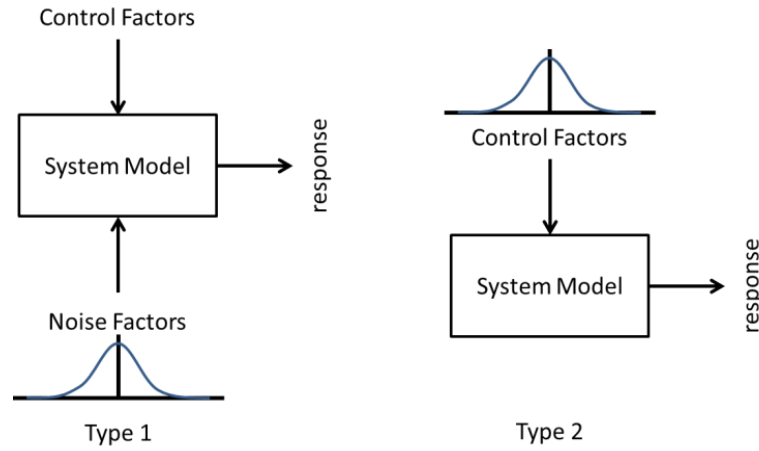 Control Factors
System Model
response
Noise Factors
Type 1
Control Factors
System Model
response
Type 2